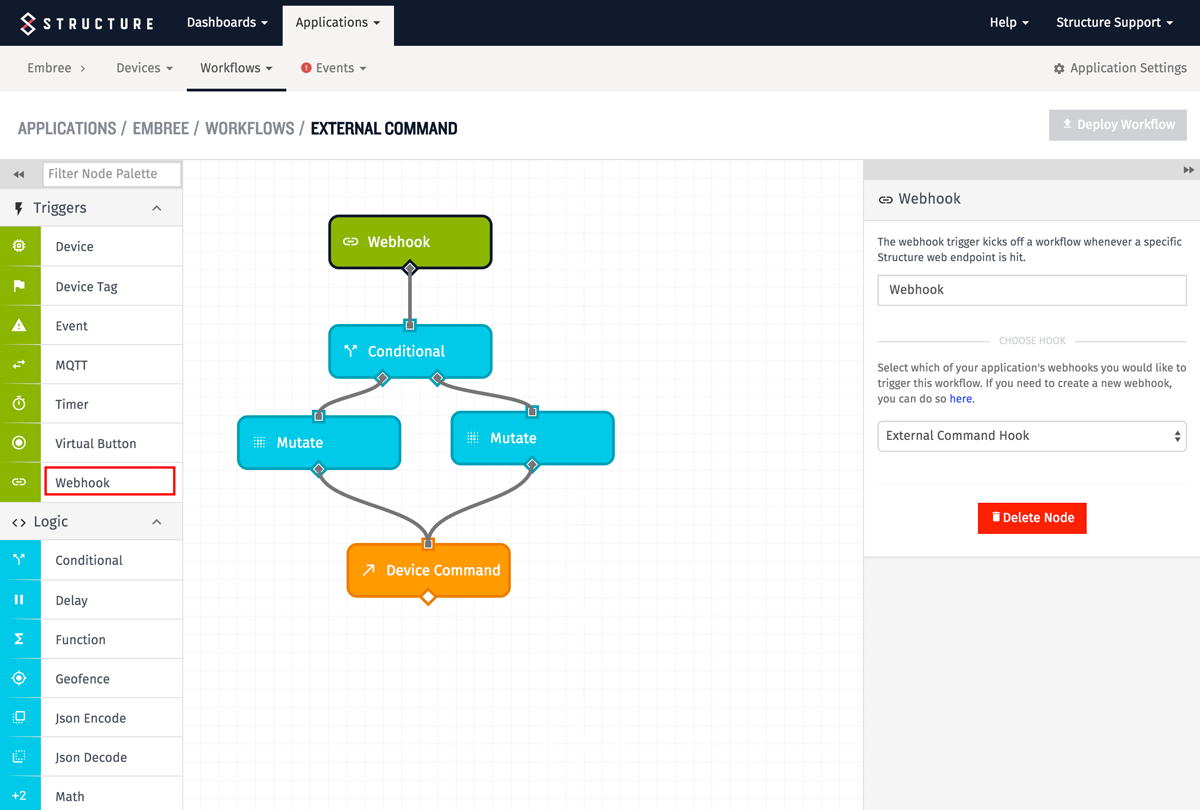 STRUCTURE
Dashboards
Applications
Help
Structure Support
Embree
Devices
Workflows
Events
Application Settings
APPLICATIONS / EMBREE / WORKFLOWS / EXTERNAL COMMAND
Deploy Workflow
Filter Node Palette
Triggers
Device
Device Tag
Event
MQTT
Timer
Virtual Button
Webhook
Logic
Conditional
Delay
Function
Geofence
Json Encode
Json Decode
+2 Math
Webhook
Conditional
Mutate
Mutate
Device Command
Webhook
The webhook trigger kicks off a workflow whenever a specific
Structure web endpoint is hit.
Webhook
CHOOSE HOOK
Select which of your application's webhooks you would like to
trigger this workflow. If you need to create a new webhook,
you can do so here.
External Command Hook
Delete Node